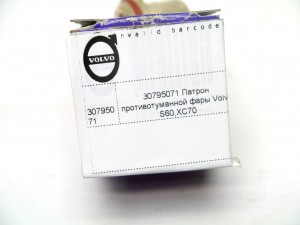 nvalid barcode
VOLVO
307950
71
30795071 Патрон
противотуманной фары Volv
S60,XC70